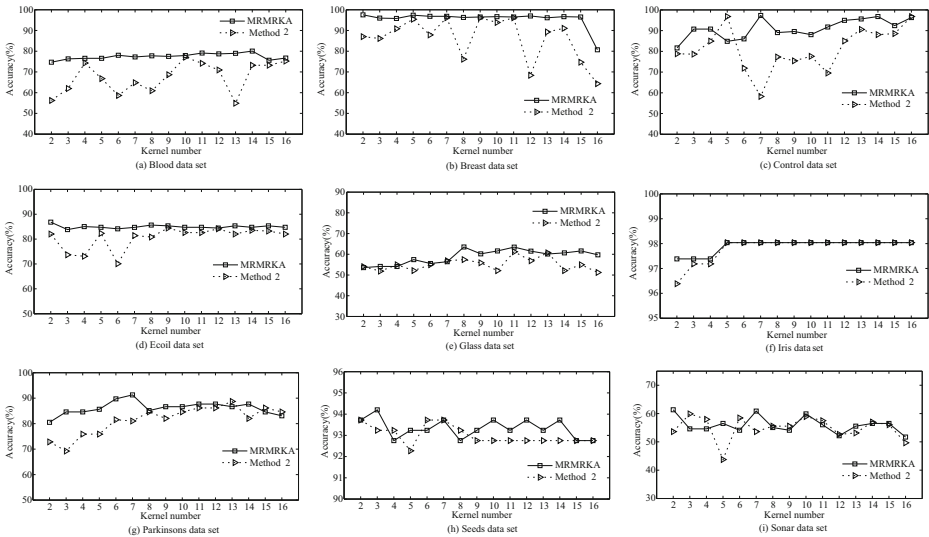 100
90
80
70
60
50
40
Accuracy(%)
MRMRKA
Method 2
2 3 4 5 6 7 8 9 10 11 12 13 14 15 16
Kernel number
(a) Blood data set
100
90
80
70
60
50
40
Accuracy(%)
MRMRKA
Method 2
2 3 4 5 6 7 8 9 10 11 12 13 14 15 16
Kernel number
(b) Breast data set
100
90
80
70
60
50
40
Accuracy(%)
MRMRKA
Method 2
2 3 4 5 6 7 8 9 10 11 12 13 14 15 16
Kernel number
(c) Control data set
100
90
80
70
60
50
Accuracy(%)
MRMRKA
Method 2
2 3 4 5 6 7 8 9 10 11 12 13 14 15 16
Kernel number
(d) Ecoil data set
90
80
70
60
50
40
30
Accuracy(%)
MRMRKA
Method 2
2 3 4 5 6 7 8 9 10 11 12 13 14 15 16
Kernel number
(e) Glass data set
100
99
98
97
96
95
Accuracy(%)
MRMRKA
Method 2
2 3 4 5 6 7 8 9 10 11 12 13 14 15 16
Kernel number
(f) Iris data set
100
90
80
70
60
50
Accuracy(%)
MRMRKA
Method 2
2 3 4 5 6 7 8 9 10 11 12 13 14 15 16
Kernel number
(g) Parkinsons data set
96
95
94
93
92
91
90
Accuracy(%)
MRMRKA
Method 2
2 3 4 5 6 7 8 9 10 11 12 13 14 15 16
Kernel number
(h) Seeds data set
70
60
50
40
30
Accuracy(%)
MRMRKA
Method 2
2 3 4 5 6 7 8 9 10 11 12 13 14 15 16
Kernel number
(i) Sonar data set